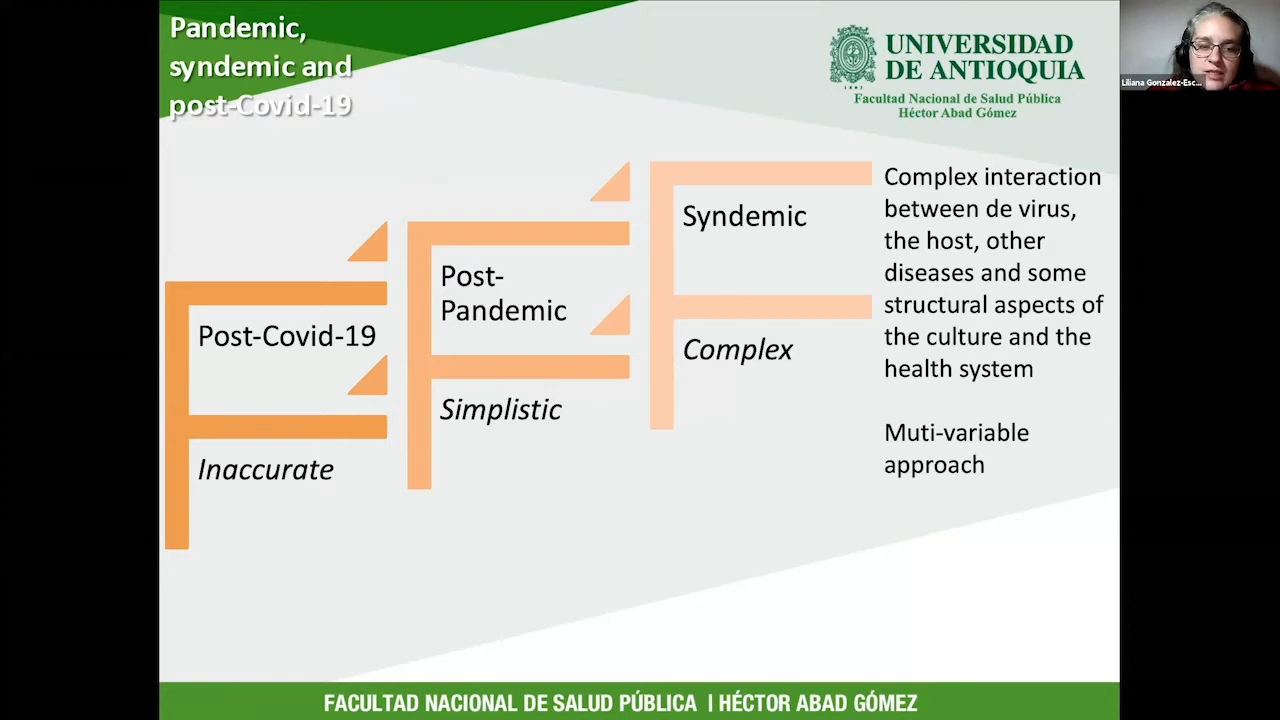 Pandemic,
syndemic and
post-Covid-19
UNIVERSIDAD
DE ANTIOQUIA
1803
Facultad Nacional de Salud Pública
Héctor Abad Gómez
Liliana Gonzalez-Esc...
Post-Covid-19
Inaccurate
Post-
Pandemic
Simplistic
Syndemic
Complex
Complex interaction
between de virus,
the host, other
diseases and some
structural aspects of
the culture and the
health system
Muti-variable
approach
FACULTAD NACIONAL DE SALUD PÚBLICA | HÉCTOR ABAD GÓMEZ